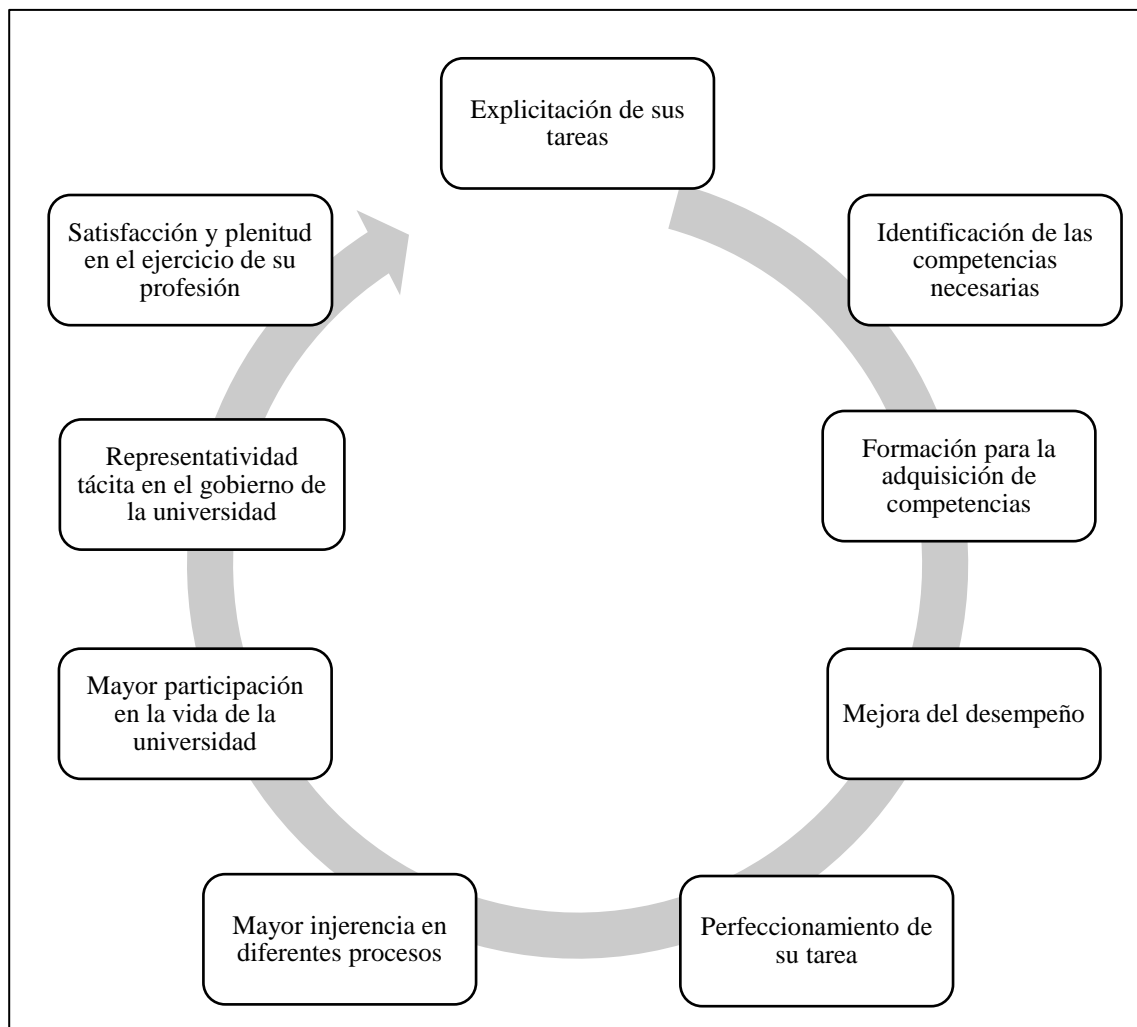 Explicitación de sus
tareas
Identificación de las
competencias
necesarias
Formación para la
adquisición de
competencias
Mejora del desempeño
Perfeccionamiento de
su tarea
Mayor injerencia en
diferentes procesos
Mayor participación
en la vida de la
universidad
Representatividad
tácita en el gobierno de
la universidad
Satisfacción y plenitud
en el ejercicio de su
profesión